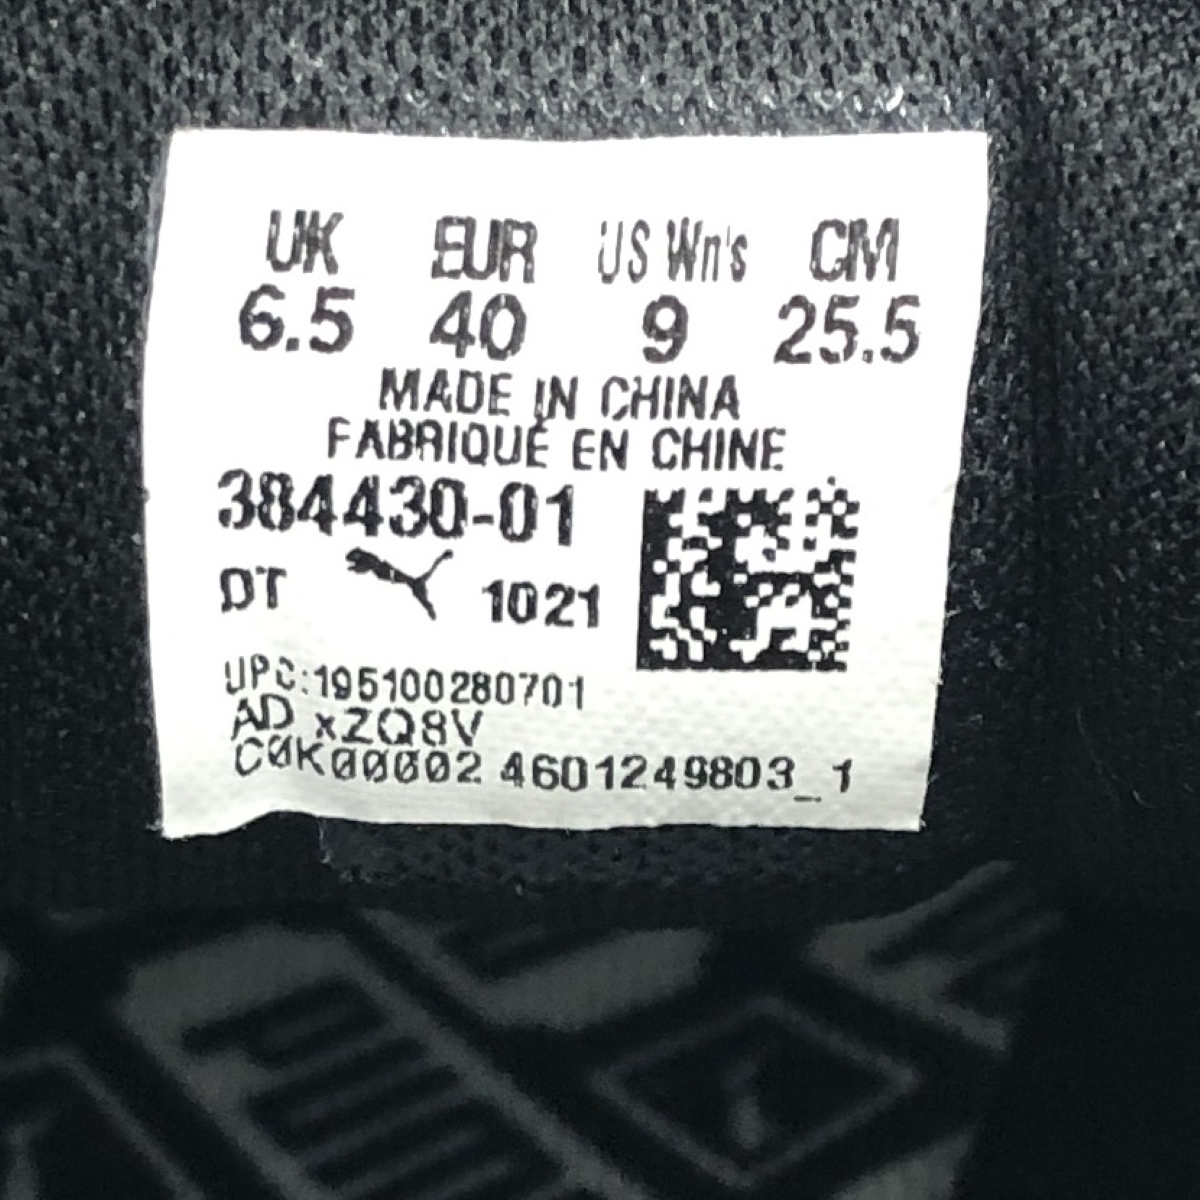 UK EUR US Wn's CM
6.5 40 9 25.5
MADE IN CHINA
FABRIQUÉ EN CHINE
384430-01
DT 1021
UPC:195100280701
AD xZQ8V
C0K00002 4601249803_1